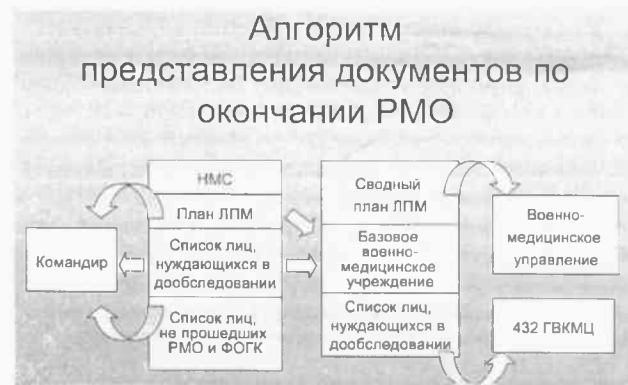 Алгоритм
представления документов по
окончании РМО
НМС
План ЛПМ
Список лиц,
нуждающихся в
дообследовании
Список лиц,
не прошедших
РМО и ФОГК
Командир
Сводный
план ЛПМ
Базовое
военно-
медицинское
учреждение
Список лиц,
нуждающихся в
дообследовании
Военно-
медицинское
управление
432 ГВКМЦ